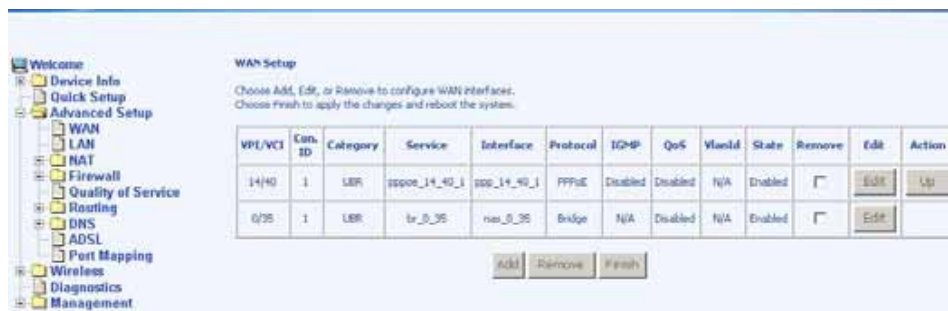 Welcome
Device Info
Quick Setup
Advanced Setup
WAN
LAN
NAT
Firewall
Quality of Service
Routing
DNS
ADSL
Port Mapping
Wireless
Diagnostics
Management
WAN Setup
Choose Add, Edit, or Remove to configure WAN interfaces.
Choose Finish to apply the changes and reboot the system.
VPI/VCI Con. ID Category Service Interface Protocol IGMP QoS VlanId State Remove Edit Action
14/40 1 UBR pppoe_14_40_1 ppp_14_40_1 PPPoE Disabled Disabled N/A Enabled Edit Up
0/35 1 UBR br_0_35 nas_0_35 Bridge N/A Disabled N/A Enabled Edit
Add Remove Finish